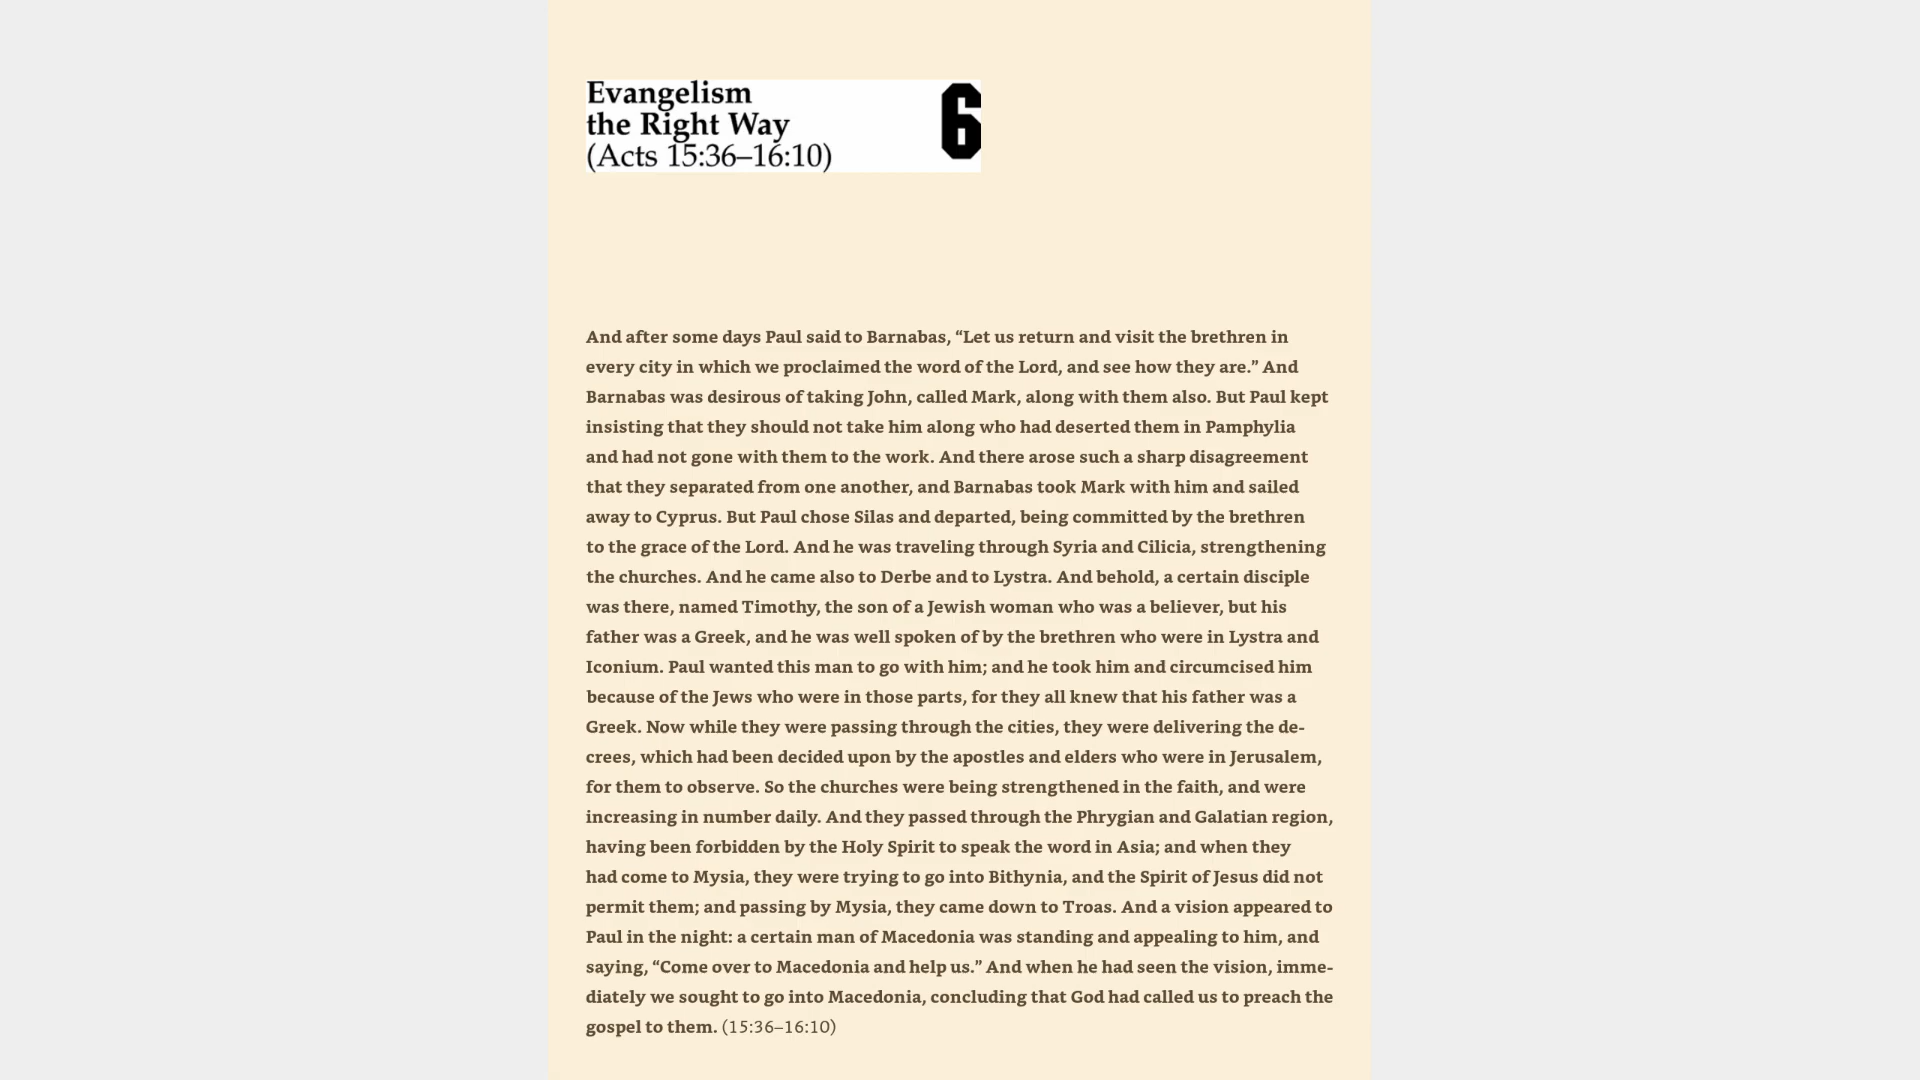 Evangelism
the Right Way
(Acts 15:36–16:10)
6
And after some days Paul said to Barnabas, “Let us return and visit the brethren in
every city in which we proclaimed the word of the Lord, and see how they are.” And
Barnabas was desirous of taking John, called Mark, along with them also. But Paul kept
insisting that they should not take him along who had deserted them in Pamphylia
and had not gone with them to the work. And there arose such a sharp disagreement
that they separated from one another, and Barnabas took Mark with him and sailed
away to Cyprus. But Paul chose Silas and departed, being committed by the brethren
to the grace of the Lord. And he was traveling through Syria and Cilicia, strengthening
the churches. And he came also to Derbe and to Lystra. And behold, a certain disciple
was there, named Timothy, the son of a Jewish woman who was a believer, but his
father was a Greek, and he was well spoken of by the brethren who were in Lystra and
Iconium. Paul wanted this man to go with him; and he took him and circumcised him
because of the Jews who were in those parts, for they all knew that his father was a
Greek. Now while they were passing through the cities, they were delivering the de-
crees, which had been decided upon by the apostles and elders who were in Jerusalem,
for them to observe. So the churches were being strengthened in the faith, and were
increasing in number daily. And they passed through the Phrygian and Galatian region,
having been forbidden by the Holy Spirit to speak the word in Asia; and when they
had come to Mysia, they were trying to go into Bithynia, and the Spirit of Jesus did not
permit them; and passing by Mysia, they came down to Troas. And a vision appeared to
Paul in the night: a certain man of Macedonia was standing and appealing to him, and
saying, “Come over to Macedonia and help us.” And when he had seen the vision, imme-
diately we sought to go into Macedonia, concluding that God had called us to preach the
gospel to them. (15:36–16:10)